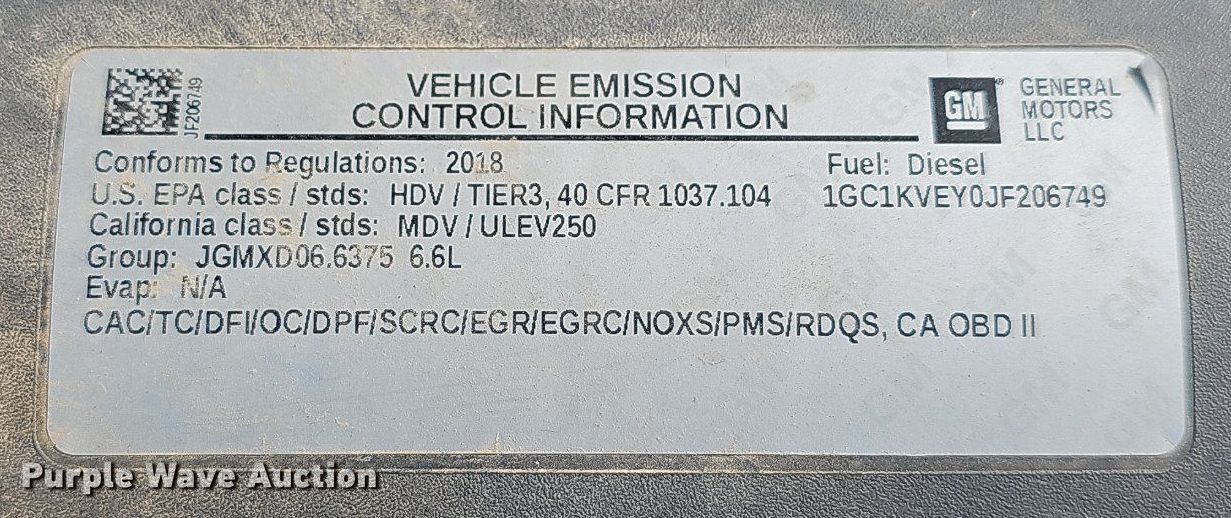 JF206749
VEHICLE EMISSION
CONTROL INFORMATION
GM
GENERAL
MOTORS
LLC
Conforms to Regulations: 2018
Fuel: Diesel
U.S. EPA class / stds: HDV / TIER3, 40 CFR 1037.104
1GC1KVEY0JF206749
California class / stds: MDV / ULEV250
Group: JGMXD06.6375 6.6L
Evap: N/A
CAC/TC/DFI/OC/DPF/SCRC/EGR/EGRC/NOXS/PMS/RDQS, CA OBD II
Purple Wave Auction